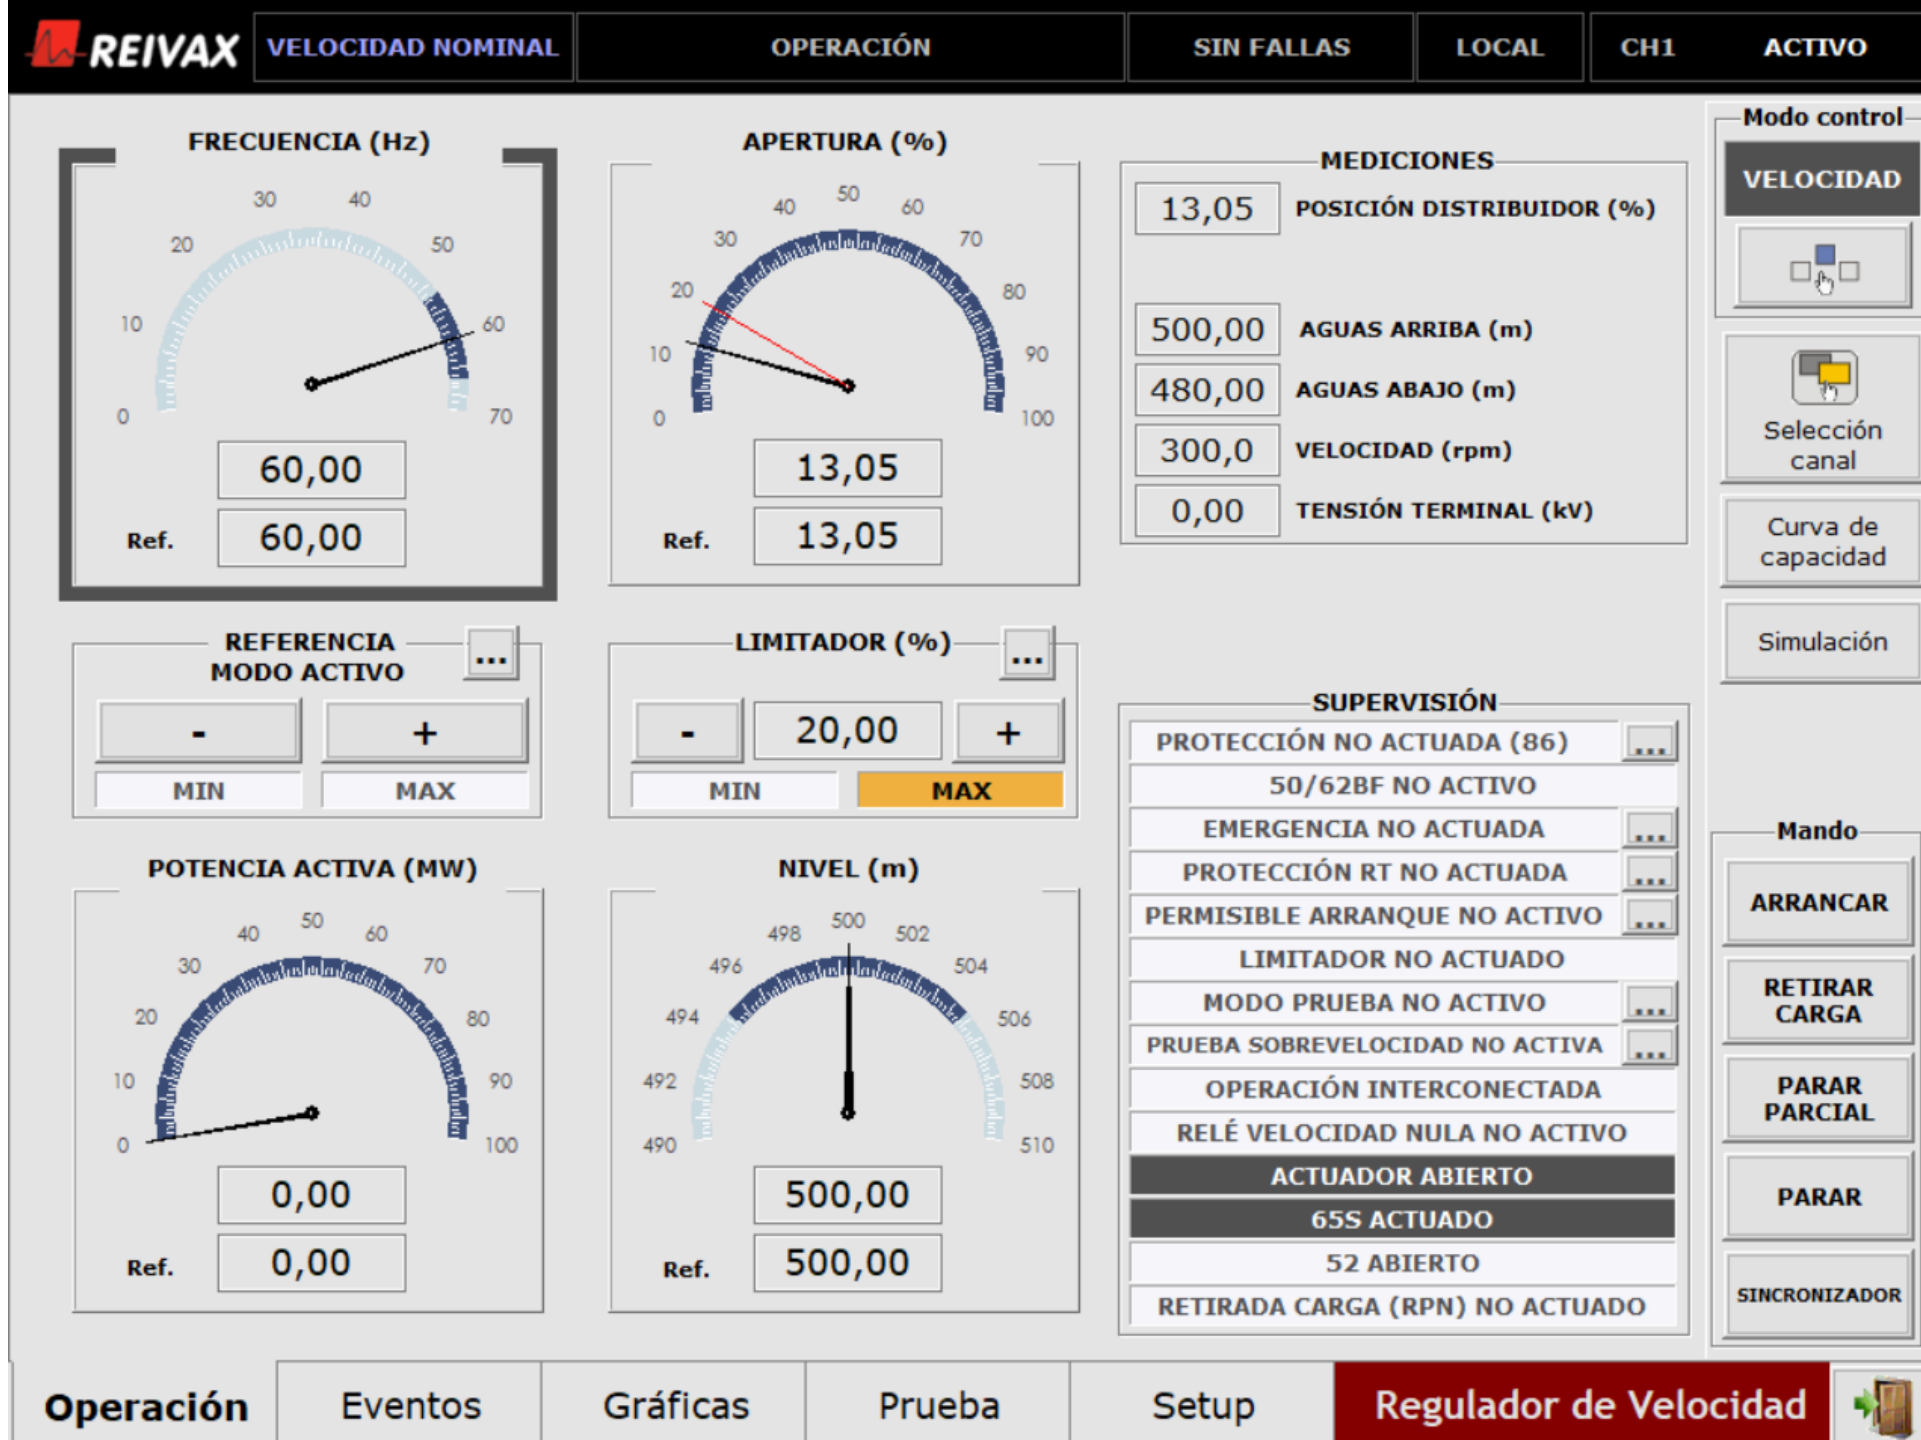 REIVAX
VELOCIDAD NOMINAL
OPERACIÓN
SIN FALLAS
LOCAL
CH1
ACTIVO
FRECUENCIA (Hz)
0
10
20
30
40
50
60
70
60,00
Ref.
60,00
APERTURA (%)
0
10
20
30
40
50
60
70
80
90
100
13,05
Ref.
13,05
MEDICIONES
13,05 POSICIÓN DISTRIBUIDOR (%)
500,00 AGUAS ARRIBA (m)
480,00 AGUAS ABAJO (m)
300,0 VELOCIDAD (rpm)
0,00 TENSIÓN TERMINAL (kV)
Modo control
VELOCIDAD
Selección
canal
Curva de
capacidad
Simulación
REFERENCIA
MODO ACTIVO
...
-
+
MIN
MAX
LIMITADOR (%)
...
-
20,00
+
MIN
MAX
POTENCIA ACTIVA (MW)
0
10
20
30
40
50
60
70
80
90
100
0,00
Ref.
0,00
NIVEL (m)
490
492
494
496
498
500
502
504
506
508
510
500,00
Ref.
500,00
SUPERVISIÓN
PROTECCIÓN NO ACTUADA (86) ...
50/62BF NO ACTIVO
EMERGENCIA NO ACTUADA ...
PROTECCIÓN RT NO ACTUADA ...
PERMISIBLE ARRANQUE NO ACTIVO ...
LIMITADOR NO ACTUADO
MODO PRUEBA NO ACTIVO ...
PRUEBA SOBREVELOCIDAD NO ACTIVA ...
OPERACIÓN INTERCONECTADA
RELÉ VELOCIDAD NULA NO ACTIVO
ACTUADOR ABIERTO
65S ACTUADO
52 ABIERTO
RETIRADA CARGA (RPN) NO ACTUADO
Mando
ARRANCAR
RETIRAR
CARGA
PARAR
PARCIAL
PARAR
SINCRONIZADOR
Operación
Eventos
Gráficas
Prueba
Setup
Regulador de Velocidad